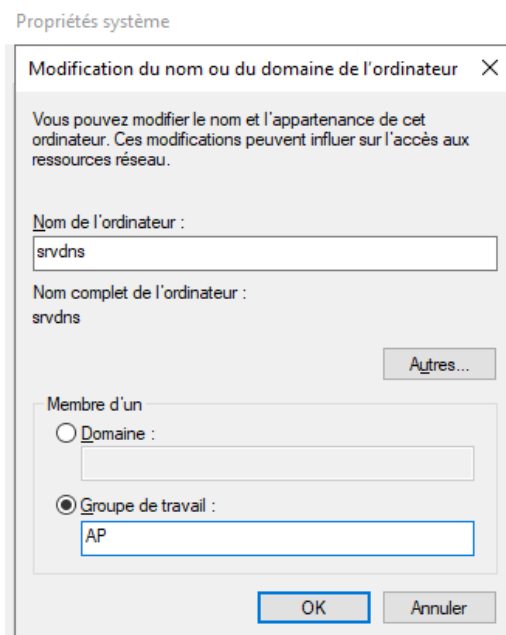 Propriétés système
Modification du nom ou du domaine de l'ordinateur
Vous pouvez modifier le nom et l'appartenance de cet
ordinateur. Ces modifications peuvent influer sur l'accès aux
ressources réseau.
Nom de l'ordinateur :
srvdns
Nom complet de l'ordinateur :
srvdns
Autres...
Membre d'un
Domaine :
Groupe de travail :
AP
OK
Annuler